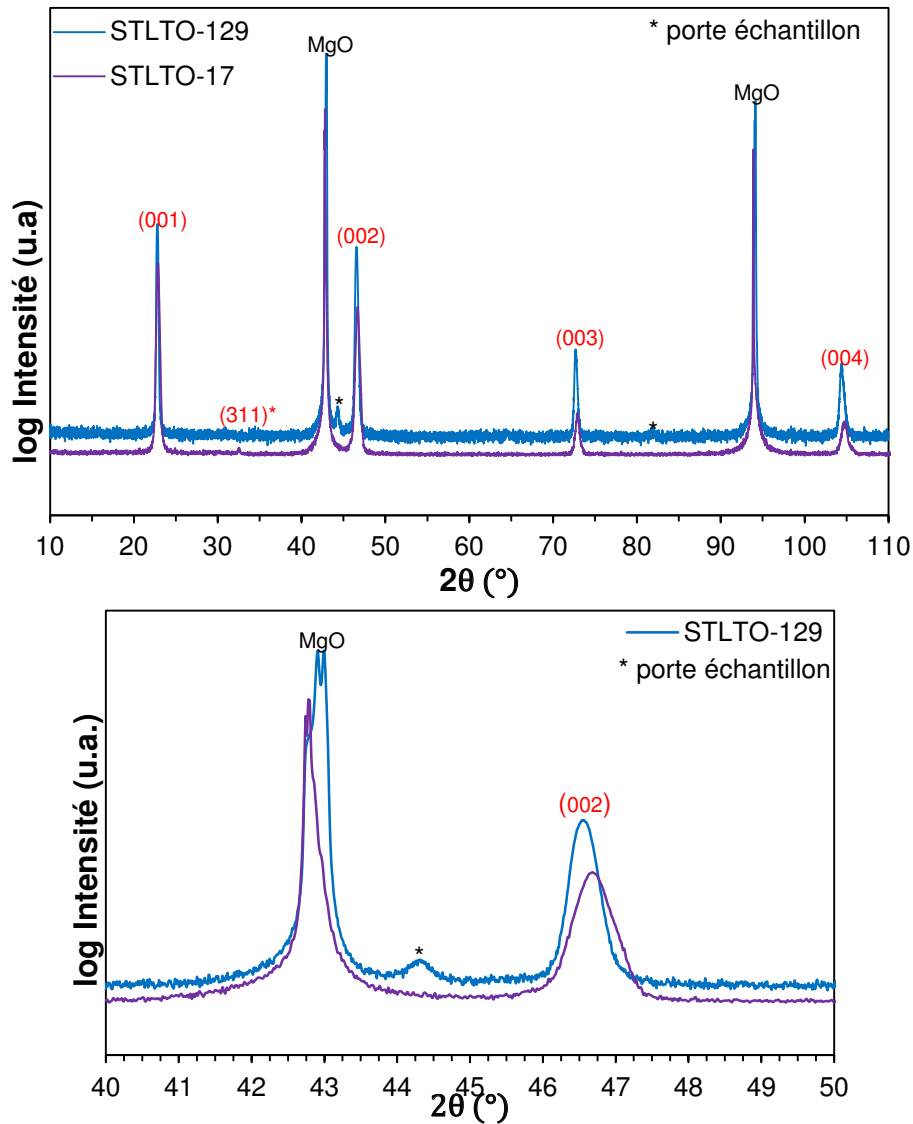 STLTO-129
STLTO-17
MgO
* porte échantillon
MgO
(001)
(002)
(003)
(004)
(311)*
*
*
log Intensité (u.a)
10 20 30 40 50 60 70 80 90 100 110
2θ (°)
MgO
STLTO-129
* porte échantillon
(002)
*
log Intensité (u.a.)
40 41 42 43 44 45 46 47 48 49 50
2θ (°)